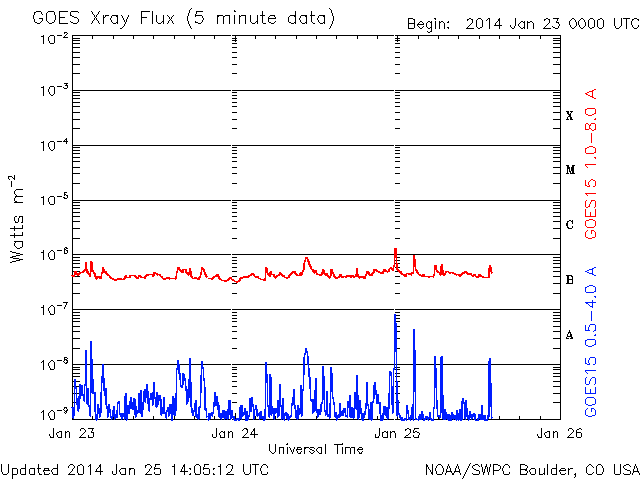 GOES Xray Flux (5 minute data)
Begin: 2014 Jan 23 0000 UTC
10⁻²
10⁻³
10⁻⁴
10⁻⁵
10⁻⁶
10⁻⁷
10⁻⁸
10⁻⁹
Watts m⁻²
X
M
C
B
A
GOES15 1.0-8.0 A
GOES15 0.5-4.0 A
Jan 23
Jan 24
Jan 25
Jan 26
Universal Time
Updated 2014 Jan 25 14:05:12 UTC
NOAA/SWPC Boulder, CO USA